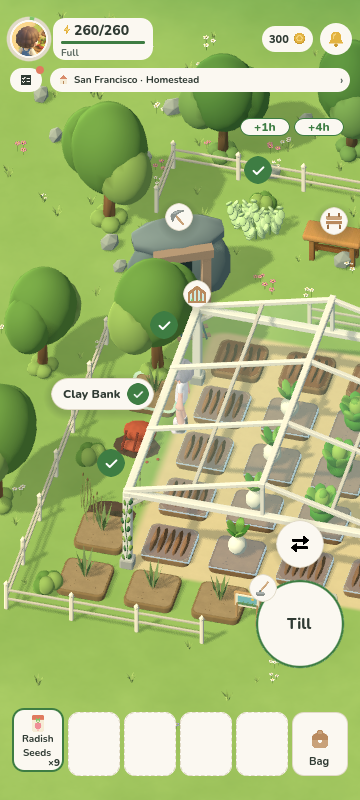 260/260
Full
300
San Francisco · Homestead ›
+1h
+4h
Clay Bank
Till
Radish
Seeds
×9
Bag